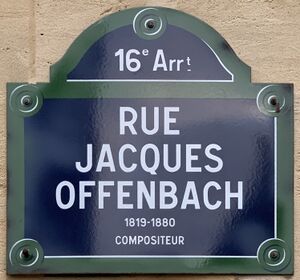 16e Arrt
RUE
JACQUES
OFFENBACH
1819-1880
COMPOSITEUR